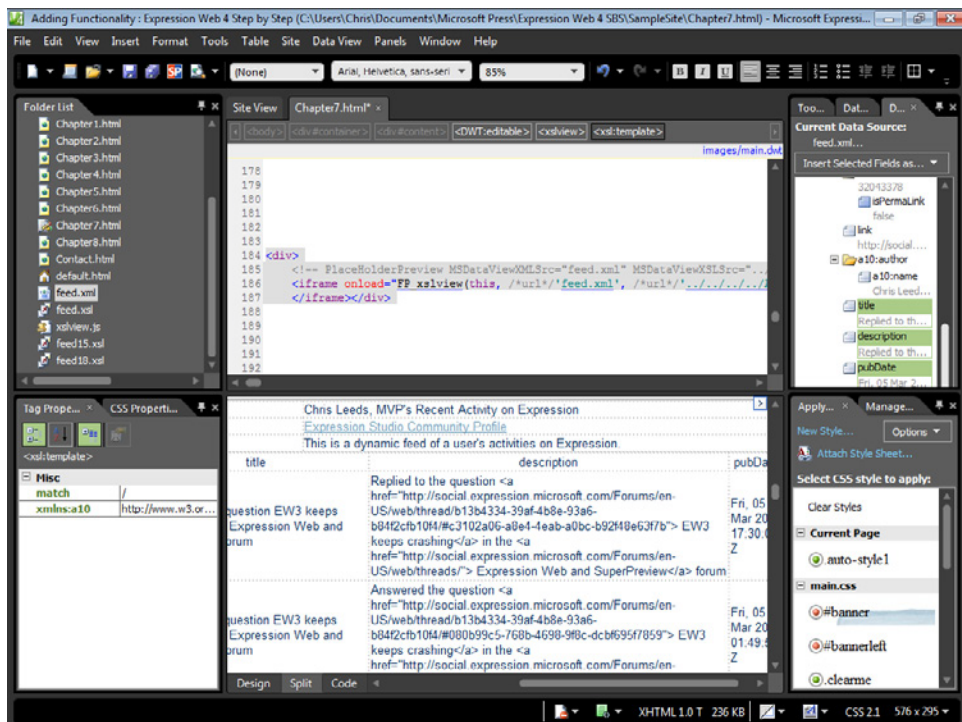 Adding Functionality : Expression Web 4 Step by Step (C:\Users\Chris\Documents\Microsoft Press\Expression Web 4 SBS\SampleSite\Chapter7.html) - Microsoft Expressi...
File Edit View Insert Format Tools Table Site Data View Panels Window Help
(None) Arial, Helvetica, sans-seri 85%
Folder List
Chapter1.html
Chapter2.html
Chapter3.html
Chapter4.html
Chapter5.html
Chapter6.html
Chapter7.html
Chapter8.html
Contact.html
default.html
feed.xml
feed.xsl
xslview.js
feed15.xsl
feed18.xsl
Site View Chapter7.html*
<body> <div#container> <div#content> <DWT:editable> <xslview> <xsl:template>
images/main.dwt
178
179
180
181
182
183
184 <div>
185 <!-- PlaceHolderPreview MSDataViewXMLSrc="feed.xml" MSDataViewXSLSrc="..
186 <iframe onload="FP_xslview(this, /*url*/'feed.xml', /*url*/'../../../../
187 </iframe></div>
188
189
190
191
192
Too... Dat... D...
Current Data Source:
feed.xml...
Insert Selected Fields as...
32043378
isPermaLink
false
link
http://social....
a10:author
a10:name
Chris Leed...
title
Replied to th...
description
Replied to th...
pubDate
Fri, 05 Mar 2...
Tag Prope... CSS Properti...
<xsl:template>
Misc
match /
xmlns:a10 http://www.w3.or...
Chris Leeds, MVP's Recent Activity on Expression
Expression Studio Community Profile
This is a dynamic feed of a user's activities on Expression.
title description pubDa
question EW3 keeps
Expression Web and
orum
Replied to the question <a
href="http://social.expression.microsoft.com/Forums/en-
US/web/thread/b13b4334-39af-4b8e-93a6-
b84f2cfb10f4/#c3102a06-a8e4-4eab-a0bc-b92f48e63f7b"> EW3
keeps crashing</a> in the <a
href="http://social.expression.microsoft.com/Forums/en-
US/web/threads/"> Expression Web and SuperPreview</a> forum
Fri, 05
Mar 20
17:30:0
Z
question EW3 keeps
Expression Web and
orum
Answered the question <a
href="http://social.expression.microsoft.com/Forums/en-
US/web/thread/b13b4334-39af-4b8e-93a6-
b84f2cfb10f4/#080b99c5-768b-4698-9f8c-dcbf695f7859"> EW3
keeps crashing</a> in the <a
href="http://social.expression.microsoft.com/Forums/en-
Fri, 05
Mar 20
01:49:5
Z
Design Split Code
Apply... Manage...
New Style... Options
Attach Style Sheet...
Select CSS style to apply:
Clear Styles
Current Page
.auto-style1
main.css
#banner
#bannerleft
.clearme
XHTML 1.0 T 236 KB CSS 2.1 576 x 295